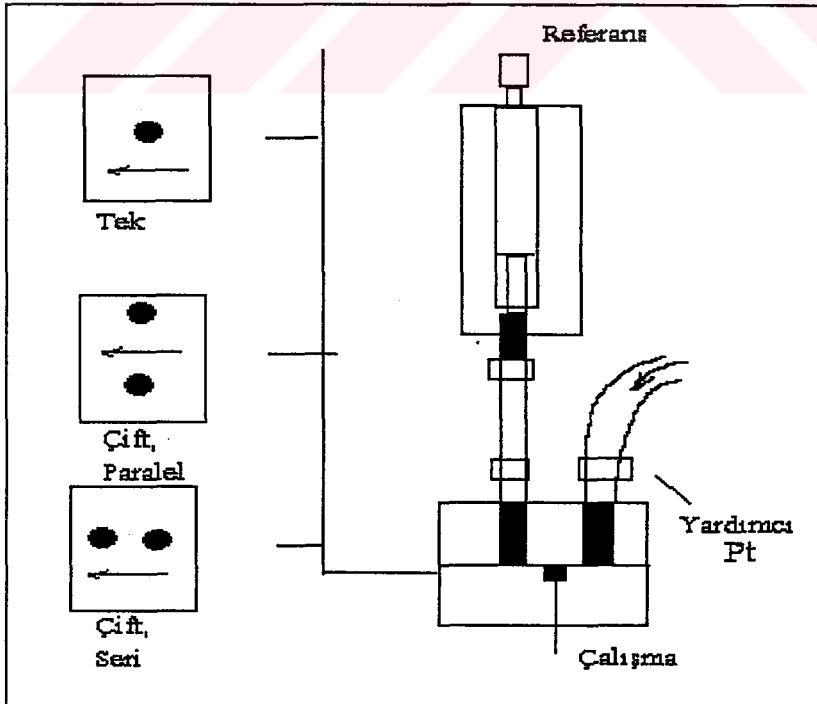 Referans
Tek
Çift,
Paralel
Çift,
Seri
Yardımcı
Pt
Çalışma